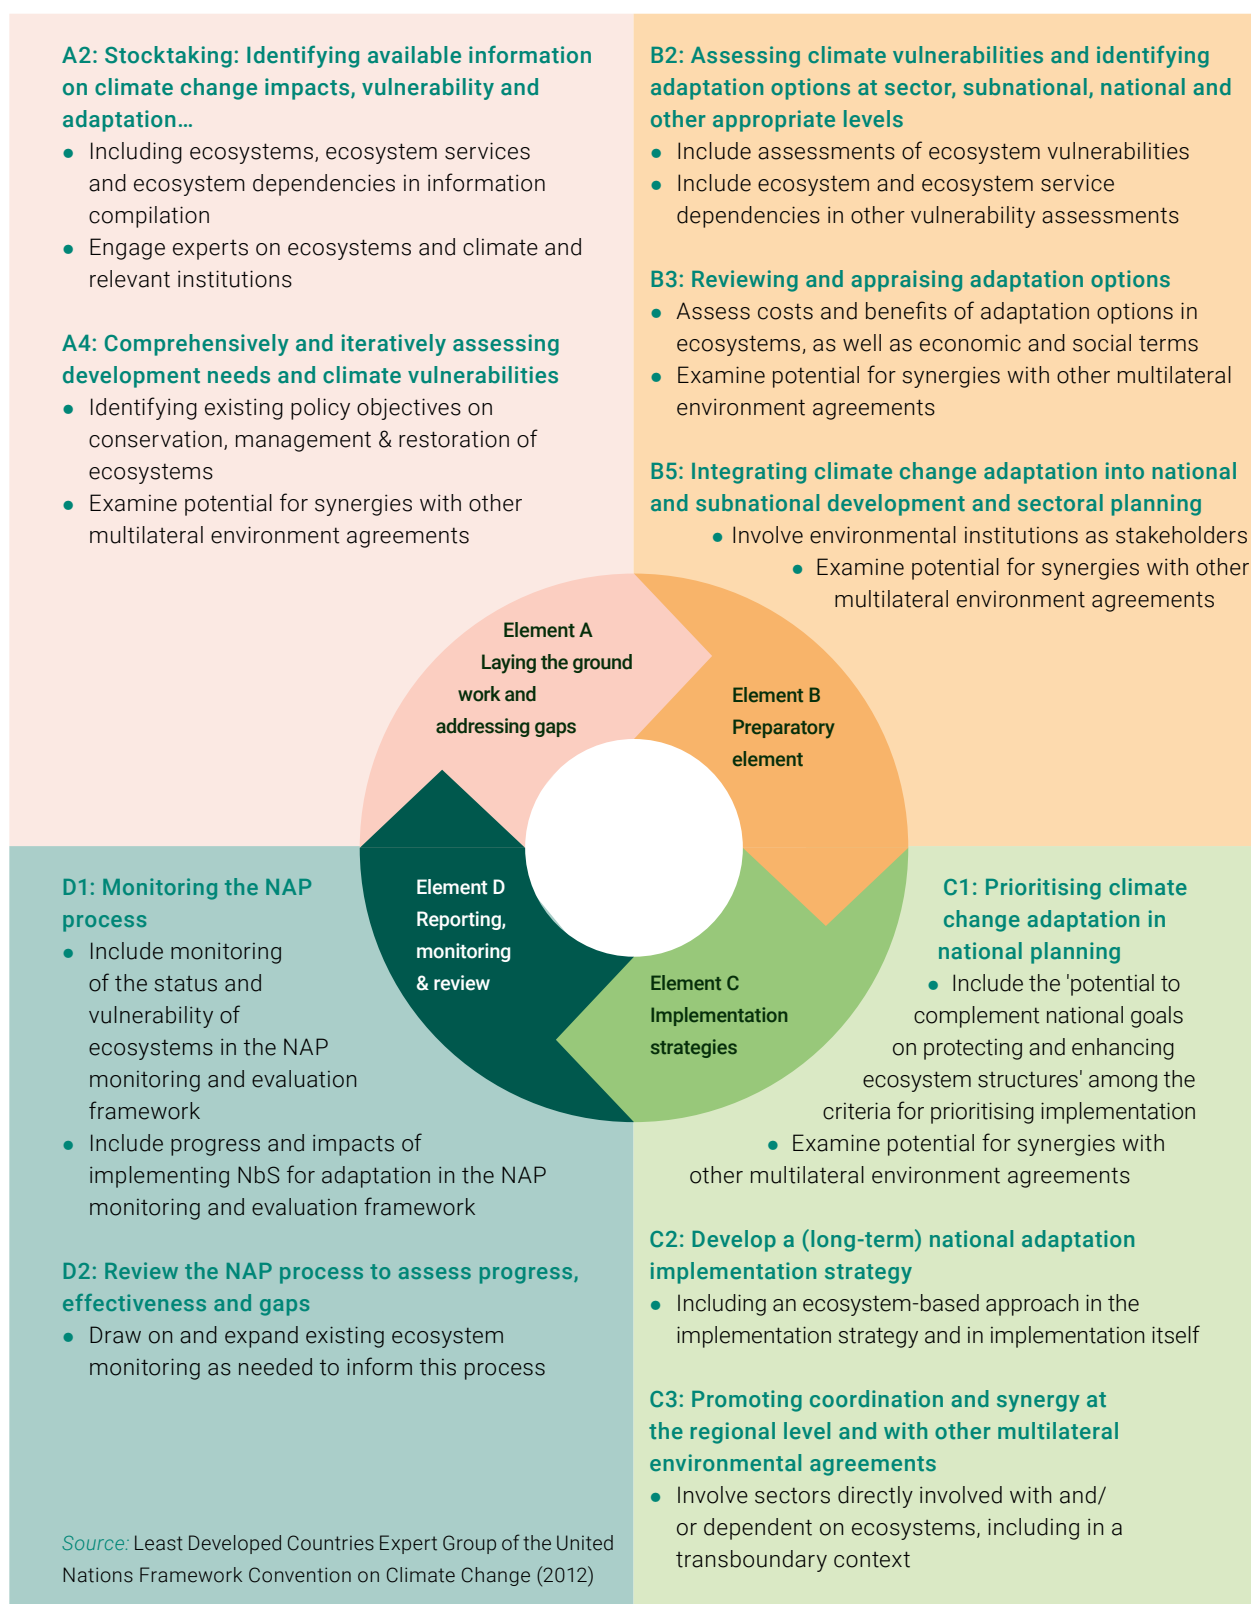 A2: Stocktaking: Identifying available information
on climate change impacts, vulnerability and
adaptation…
● Including ecosystems, ecosystem services
and ecosystem dependencies in information
compilation
● Engage experts on ecosystems and climate and
relevant institutions
A4: Comprehensively and iteratively assessing
development needs and climate vulnerabilities
● Identifying existing policy objectives on
conservation, management & restoration of
ecosystems
● Examine potential for synergies with other
multilateral environment agreements
B2: Assessing climate vulnerabilities and identifying
adaptation options at sector, subnational, national and
other appropriate levels
● Include assessments of ecosystem vulnerabilities
● Include ecosystem and ecosystem service
dependencies in other vulnerability assessments
B3: Reviewing and appraising adaptation options
● Assess costs and benefits of adaptation options in
ecosystems, as well as economic and social terms
● Examine potential for synergies with other multilateral
environment agreements
B5: Integrating climate change adaptation into national
and subnational development and sectoral planning
● Involve environmental institutions as stakeholders
● Examine potential for synergies with other
multilateral environment agreements
Element A
Laying the ground
work and
addressing gaps
Element B
Preparatory
element
Element D
Reporting,
monitoring
& review
Element C
Implementation
strategies
D1: Monitoring the NAP
process
● Include monitoring
of the status and
vulnerability of
ecosystems in the NAP
monitoring and evaluation
framework
● Include progress and impacts of
implementing NbS for adaptation in the NAP
monitoring and evaluation framework
D2: Review the NAP process to assess progress,
effectiveness and gaps
● Draw on and expand existing ecosystem
monitoring as needed to inform this process
C1: Prioritising climate
change adaptation in
national planning
● Include the 'potential to
complement national goals
on protecting and enhancing
ecosystem structures' among the
criteria for prioritising implementation
● Examine potential for synergies with
other multilateral environment agreements
C2: Develop a (long-term) national adaptation
implementation strategy
● Including an ecosystem-based approach in the
implementation strategy and in implementation itself
C3: Promoting coordination and synergy at
the regional level and with other multilateral
environmental agreements
● Involve sectors directly involved with and/
or dependent on ecosystems, including in a
transboundary context
Source: Least Developed Countries Expert Group of the United
Nations Framework Convention on Climate Change (2012)